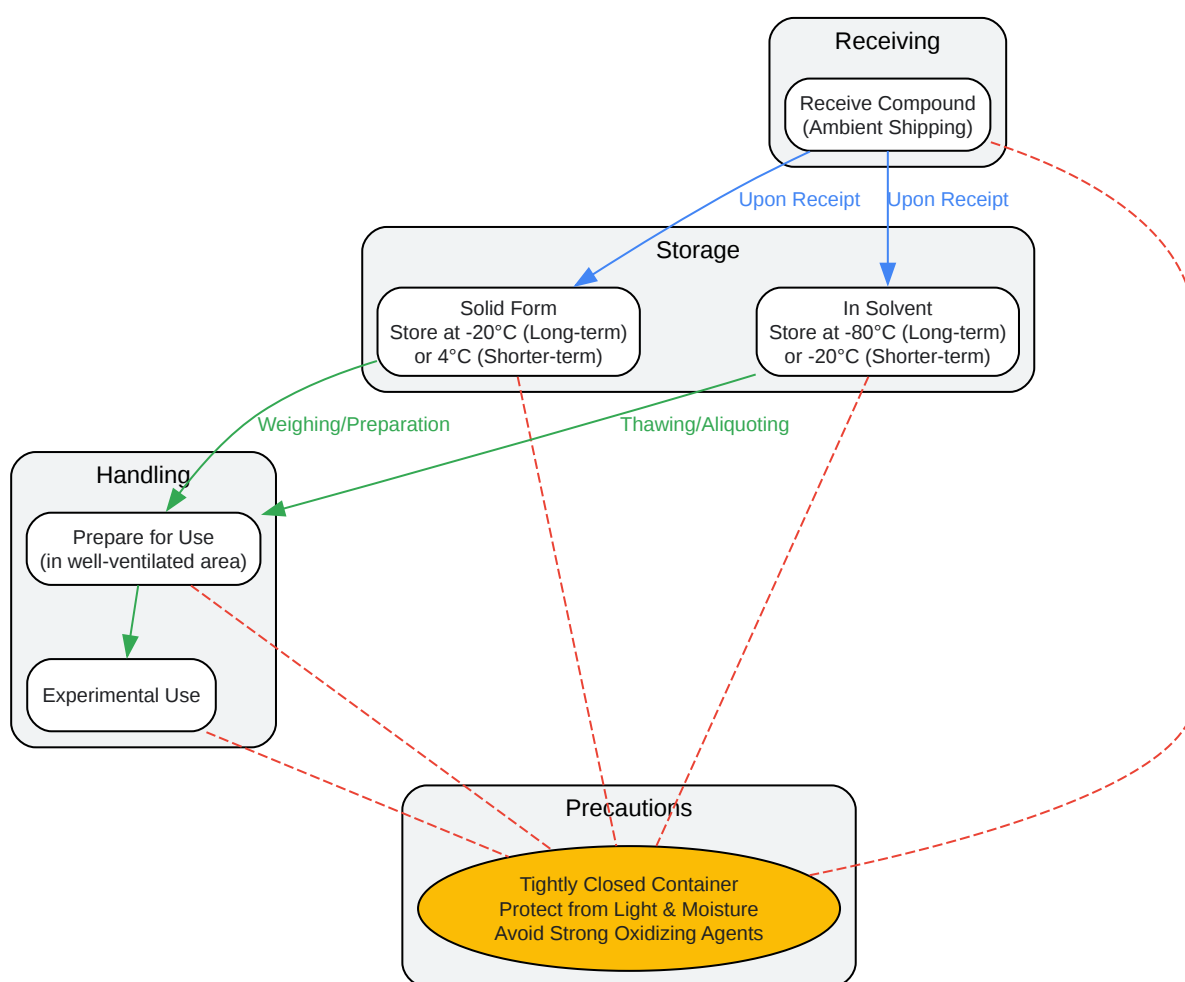 Receiving
Receive Compound
(Ambient Shipping)
Upon Receipt
Upon Receipt
Storage
Solid Form
Store at -20°C (Long-term)
or 4°C (Shorter-term)
In Solvent
Store at -80°C (Long-term)
or -20°C (Shorter-term)
Weighing/Preparation
Thawing/Aliquoting
Handling
Prepare for Use
(in well-ventilated area)
Experimental Use
Precautions
Tightly Closed Container
Protect from Light & Moisture
Avoid Strong Oxidizing Agents